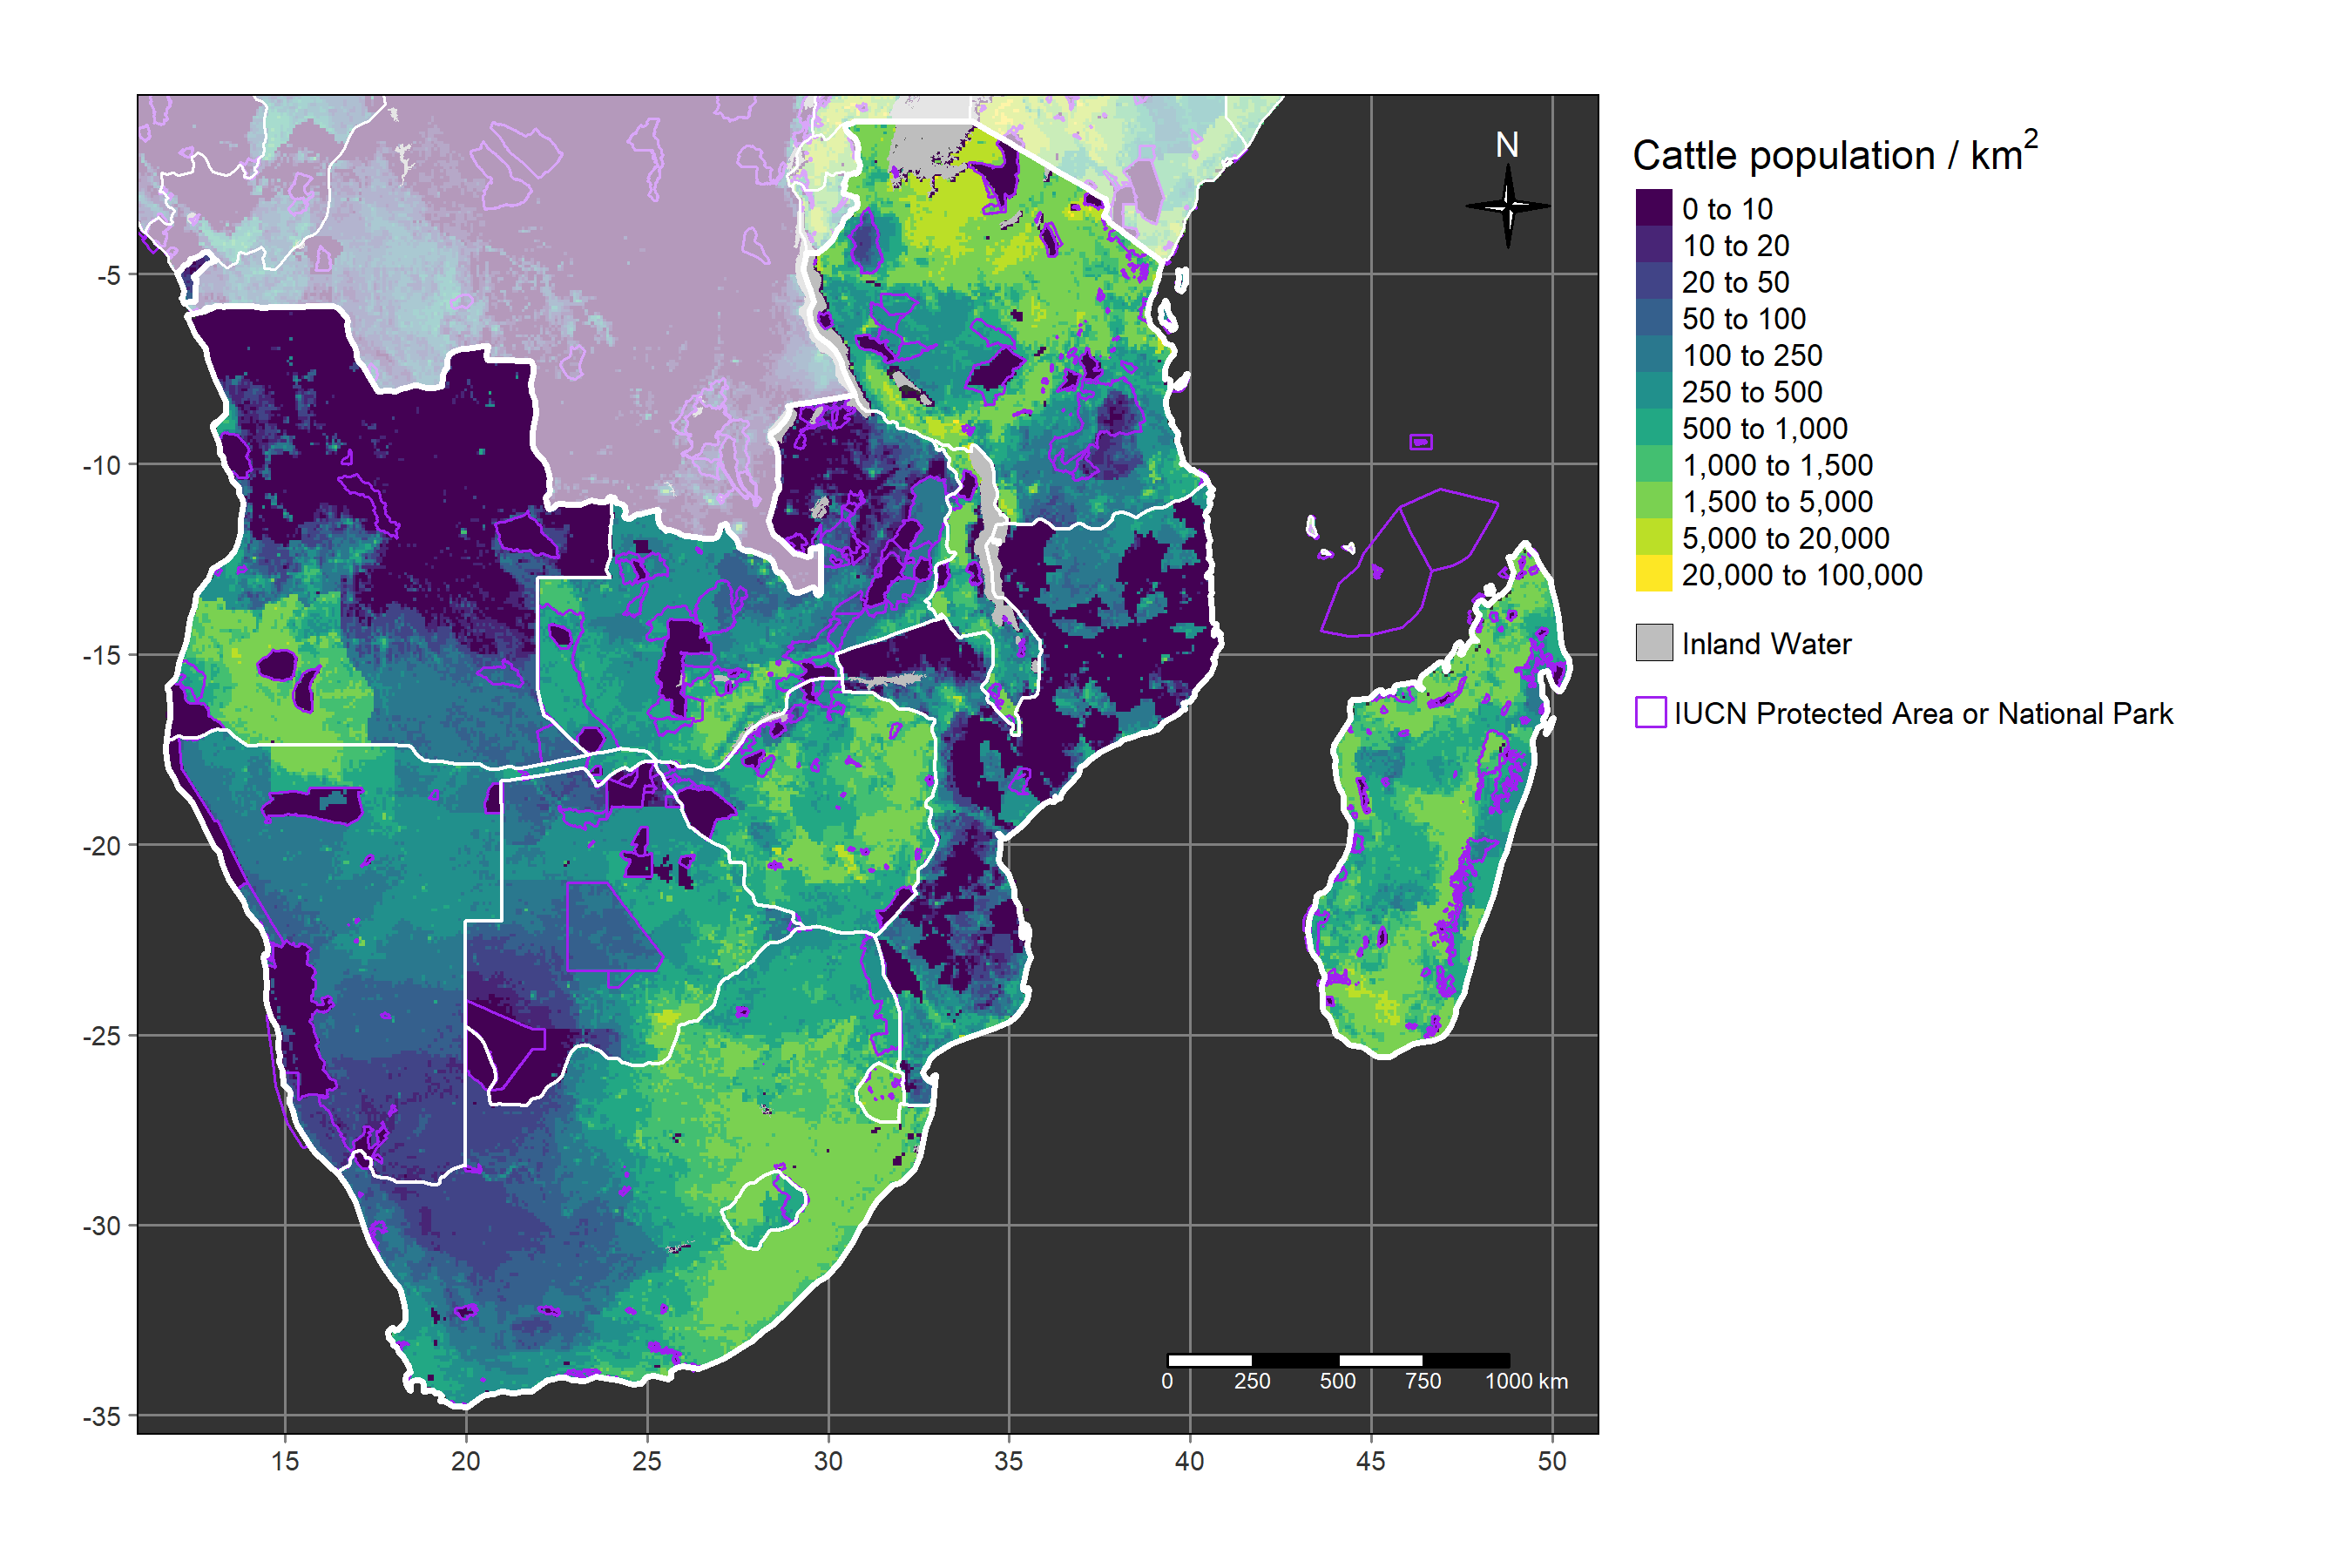 Cattle population / km²
0 to 10
10 to 20
20 to 50
50 to 100
100 to 250
250 to 500
500 to 1,000
1,000 to 1,500
1,500 to 5,000
5,000 to 20,000
20,000 to 100,000
Inland Water
IUCN Protected Area or National Park
N
-5
-10
-15
-20
-25
-30
-35
0 250 500 750 1000 km
15 20 25 30 35 40 45 50